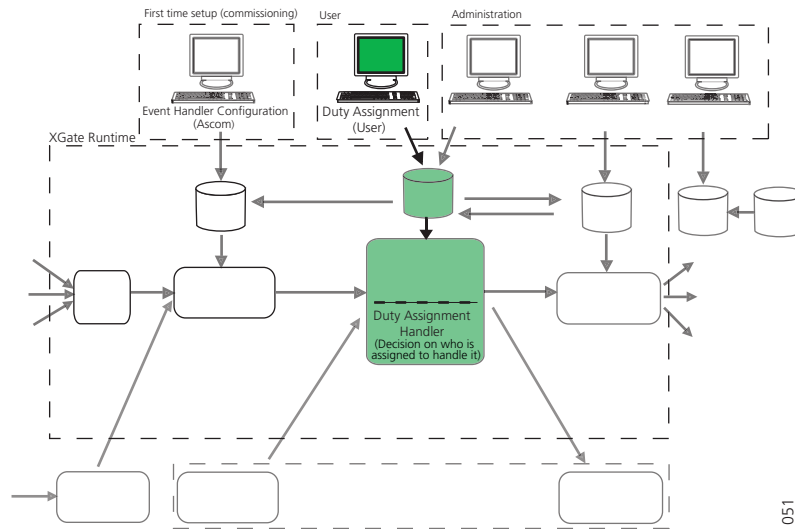 First time setup (commissioning)
User
Administration
Event Handler Configuration
(Ascom)
Duty Assignment
(User)
XGate Runtime
Duty Assignment
Handler
(Decision on who is
assigned to handle it)
051